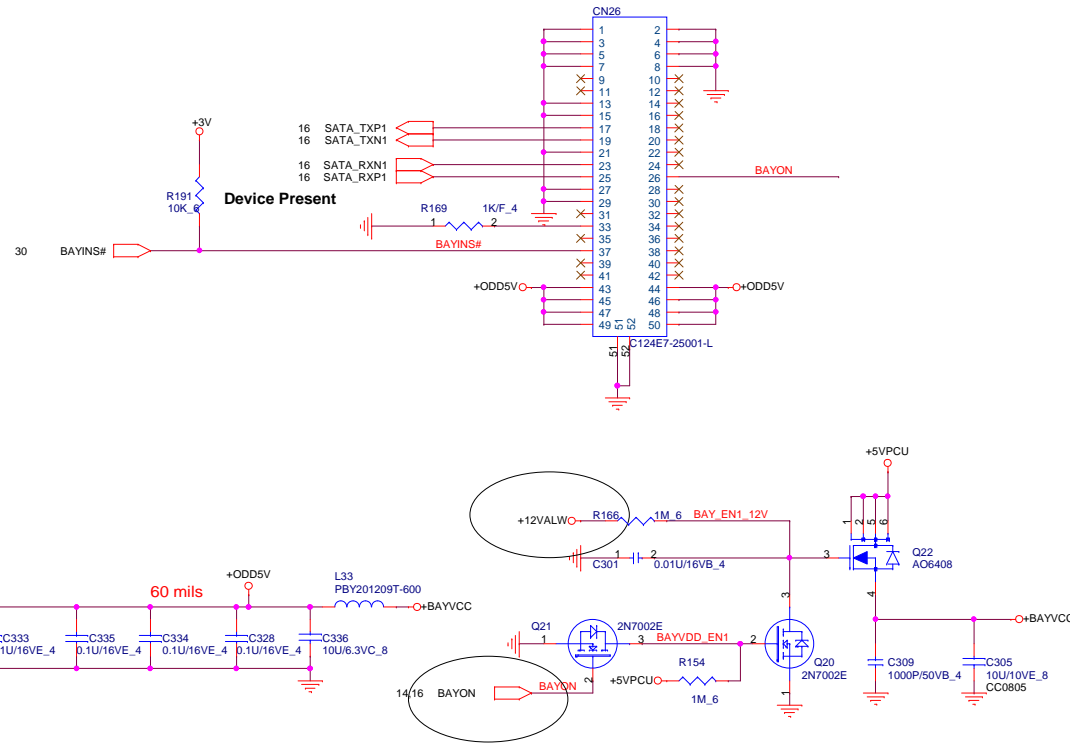 CN26
1 2
3 4
5 6
7 8
9 10
11 12
13 14
15 16
16 SATA_TXP1 17 18
16 SATA_TXN1 19 20
21 22
16 SATA_RXN1 23 24
16 SATA_RXP1 25 26 BAYON
27 28
29 30
31 32
33 34
35 36
37 38
39 40
41 42
+ODD5V 43 44 +ODD5V
45 46
47 48
49 51 52 50
51 52
C124E7-25001-L
+3V
R191
10K_6
Device Present
R169 1K/F_4
1 2
30 BAYINS# BAYINS#
+5VPCU
+12VALW R166 1M_6 BAY_EN1_12V
1 2 5 6
C301 1 2 0.01U/16VB_4
3 Q22
AO6408
4
60 mils
+ODD5V
L33
PBY201209T-600
+BAYVCC
C333 C335 C334 C328 C336
1U/16VE_4 0.1U/16VE_4 0.1U/16VE_4 0.1U/16VE_4 10U/6.3VC_8
Q21 2N7002E
1 3 BAYVDD_EN1 2
2
3
Q20
2N7002E
1
R154
+5VPCU
1M_6
14,16 BAYON BAYON
+BAYVCC
C309
1000P/50VB_4
C305
10U/10VE_8
CC0805